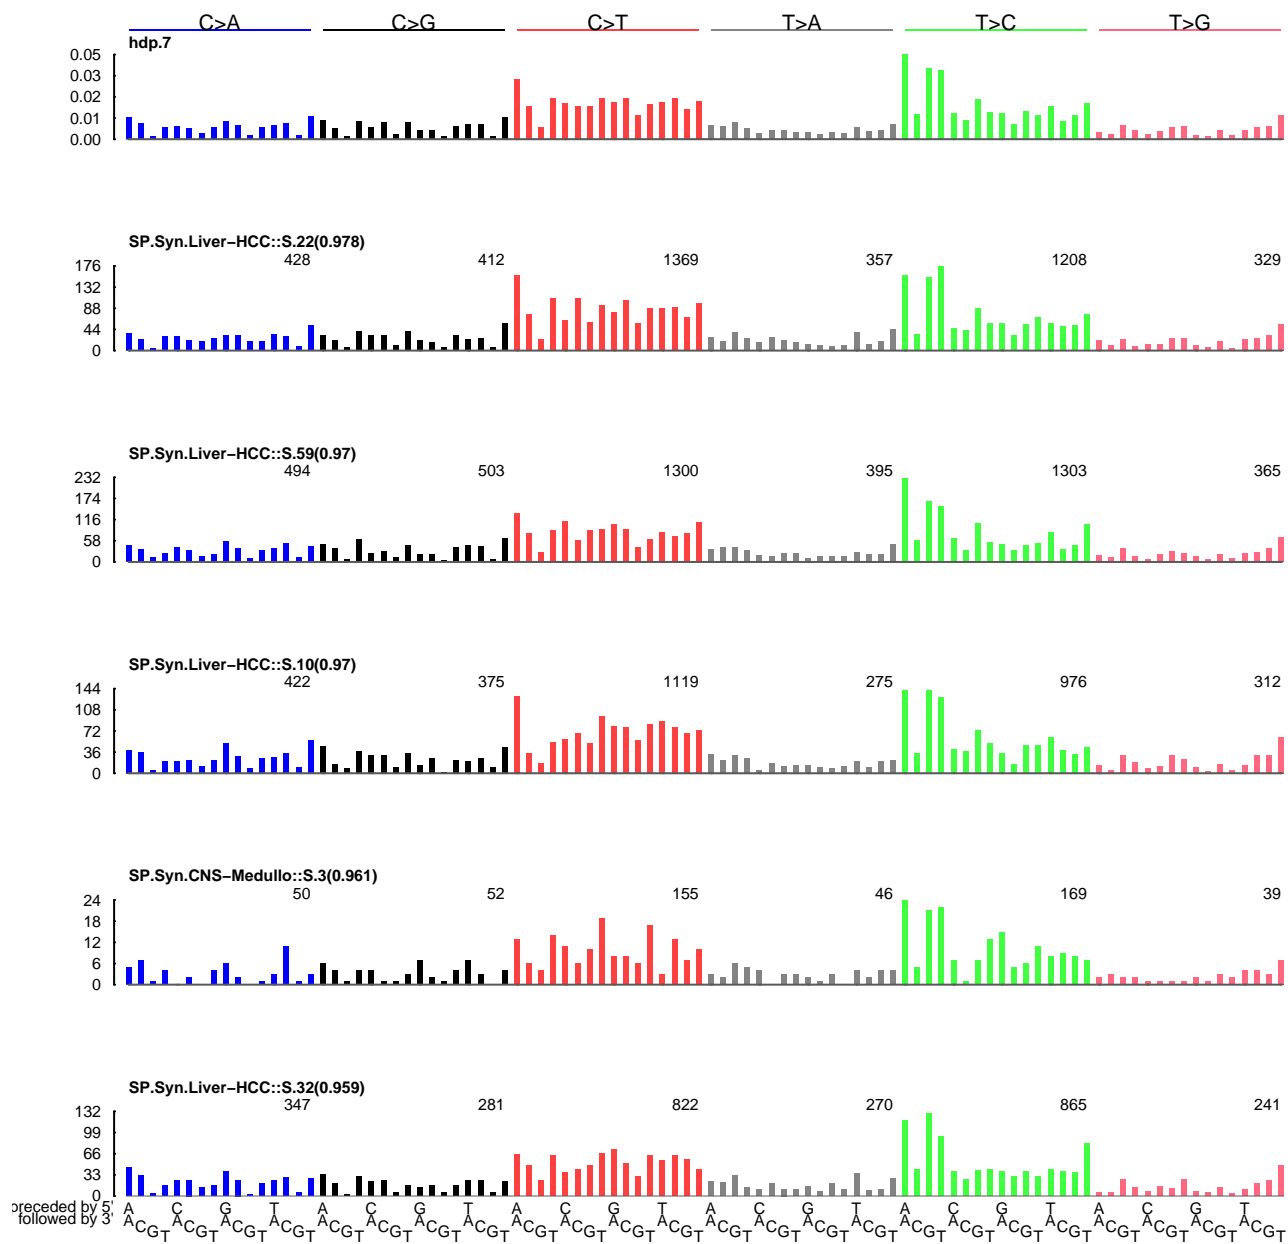 C>A C>G C>T T>A T>C T>G
hdp.7
0.05
0.03
0.02
0.01
0.00
SP.Syn.Liver−HCC::S.22(0.978)
428 412 1369 357 1208 329
176
132
88
44
0
SP.Syn.Liver−HCC::S.59(0.97)
494 503 1300 395 1303 365
232
174
116
58
0
SP.Syn.Liver−HCC::S.10(0.97)
422 375 1119 275 976 312
144
108
72
36
0
SP.Syn.CNS−Medullo::S.3(0.961)
50 52 155 46 169 39
24
18
12
6
0
SP.Syn.Liver−HCC::S.32(0.959)
347 281 822 270 865 241
132
99
66
33
0
preceded by 5' A C G T A C G T A C G T A C G T A C G T A C G T
followed by 3' A C G T A C G T A C G T A C G T A C G T A C G T A C G T A C G T A C G T A C G T A C G T A C G T A C G T A C G T A C G T A C G T A C G T A C G T A C G T A C G T A C G T A C G T A C G T A C G T